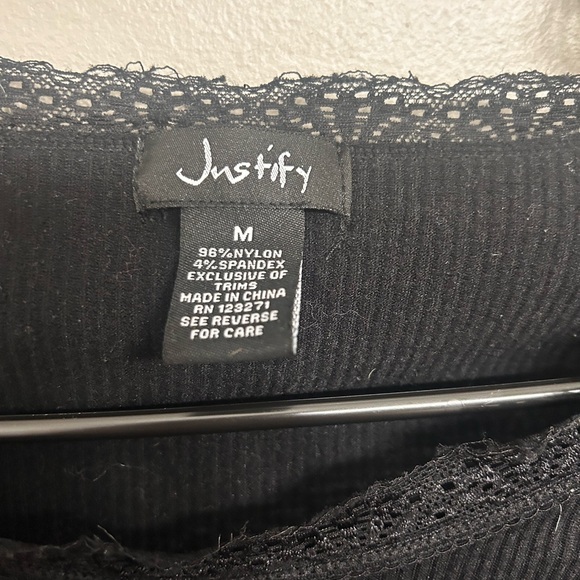 Justify
M
96%NYLON
4%SPANDEX
EXCLUSIVE OF
TRIMS
MADE IN CHINA
RN 123271
SEE REVERSE
FOR CARE